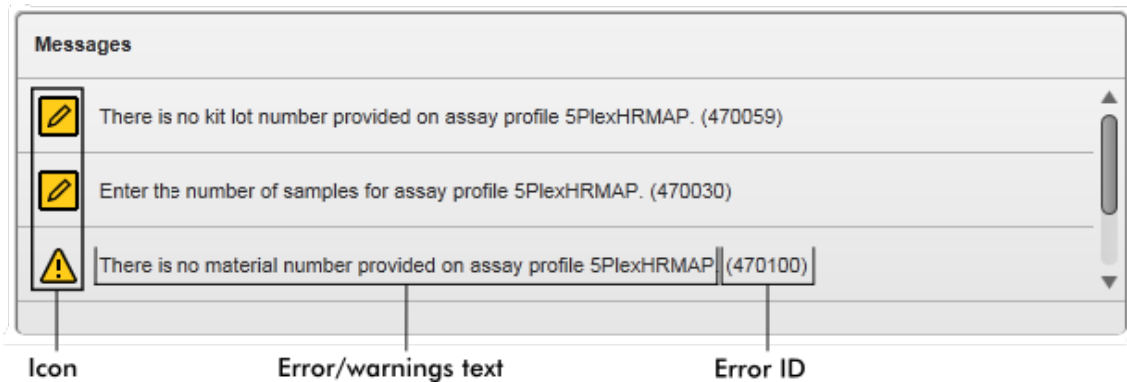 Messages
There is no kit lot number provided on assay profile 5PlexHRMAP. (470059)
Enter the number of samples for assay profile 5PlexHRMAP. (470030)
There is no material number provided on assay profile 5PlexHRMAP. (470100)
Icon Error/warnings text Error ID